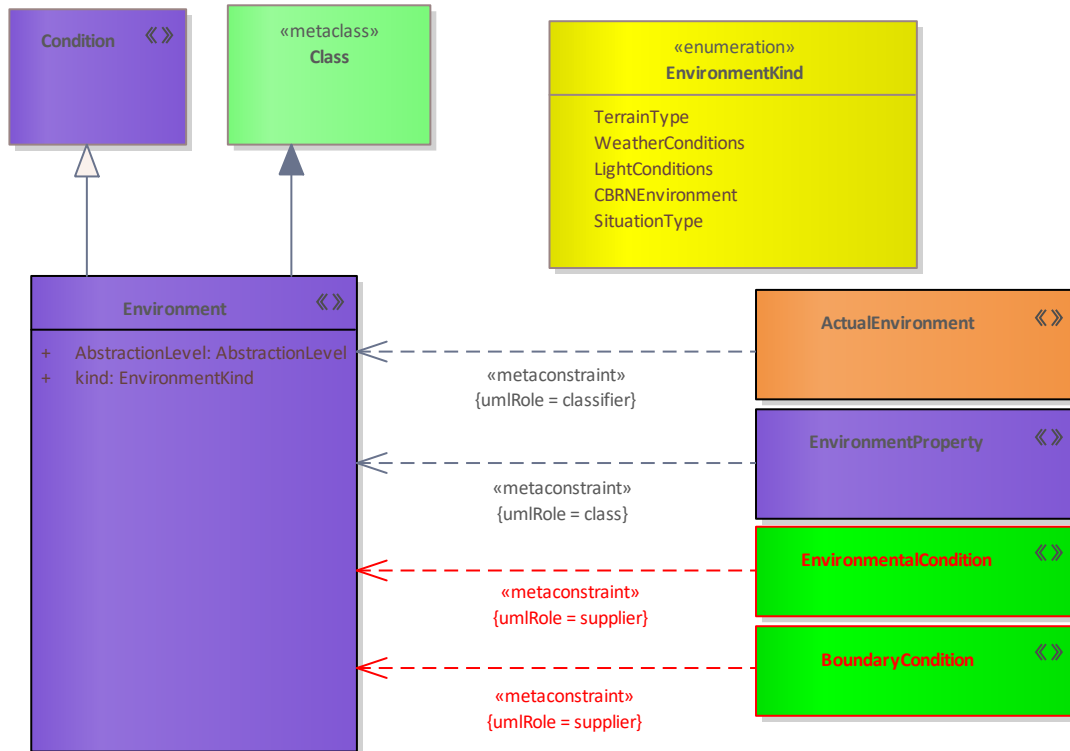 Condition
«»
«metaclass»
Class
«enumeration»
EnvironmentKind
TerrainType
WeatherConditions
LightConditions
CBRNEnvironment
SituationType
Environment
«»
+ AbstractionLevel: AbstractionLevel
+ kind: EnvironmentKind
ActualEnvironment
«»
«metaconstraint»
{umlRole = classifier}
EnvironmentProperty
«»
«metaconstraint»
{umlRole = class}
EnvironmentalCondition
«»
«metaconstraint»
{umlRole = supplier}
BoundaryCondition
«»
«metaconstraint»
{umlRole = supplier}